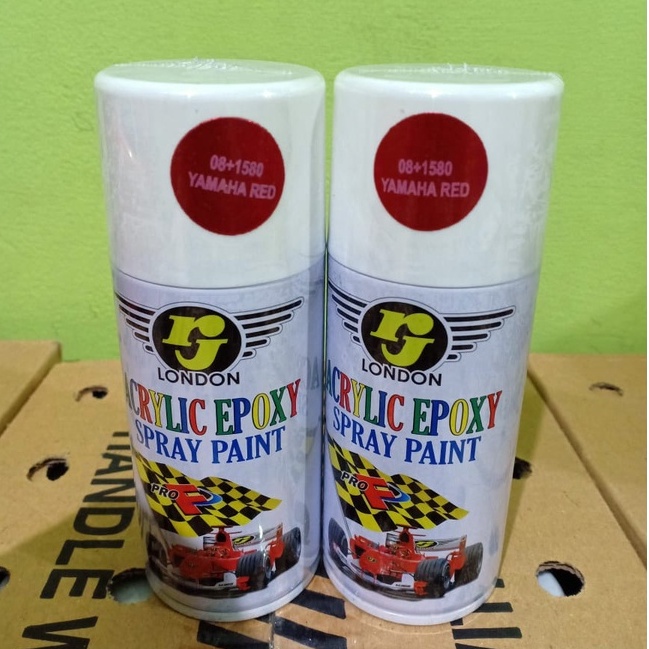 08+1580
YAMAHA RED
08+1580
YAMAHA RED
rj
LONDON
ACRYLIC EPOXY
SPRAY PAINT
PRO
rj
LONDON
ACRYLIC EPOXY
SPRAY PAINT
PRO
HANDLE W